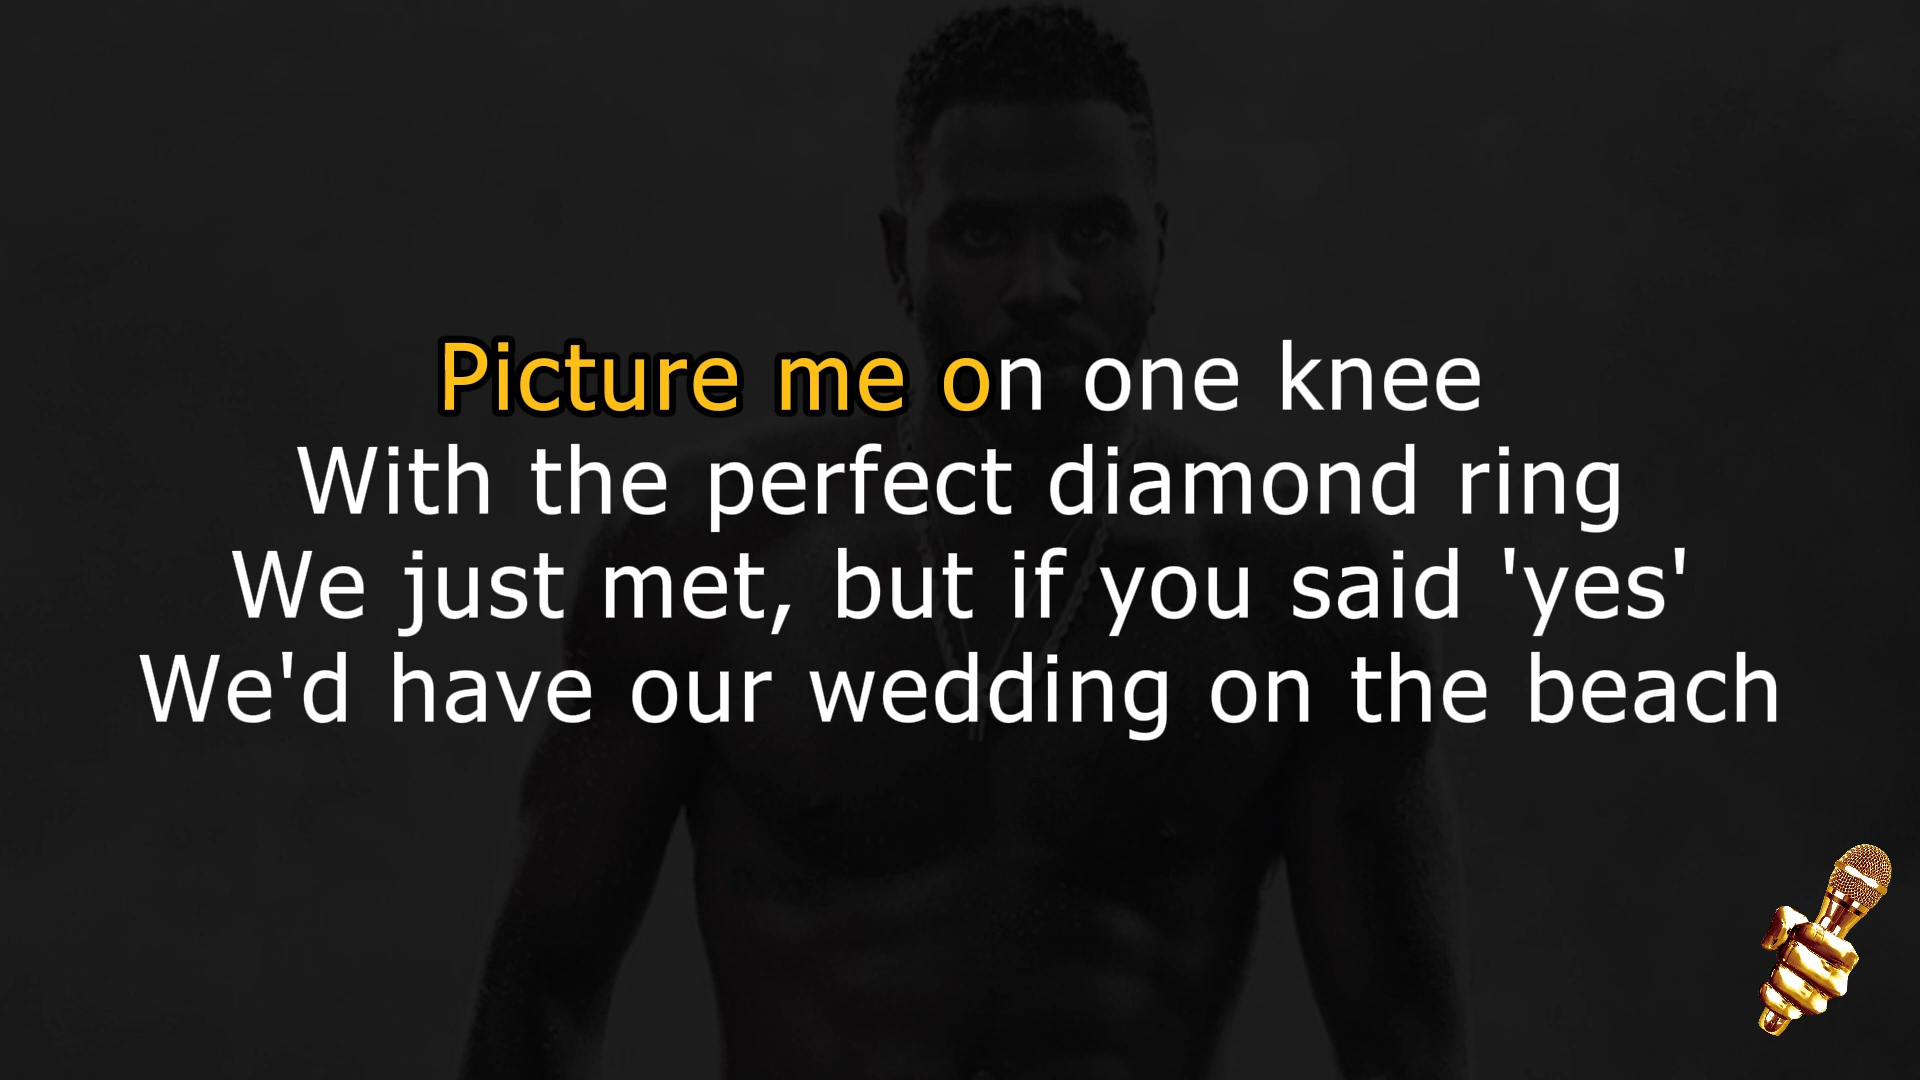 Picture me on one knee
With the perfect diamond ring
We just met, but if you said 'yes'
We'd have our wedding on the beach